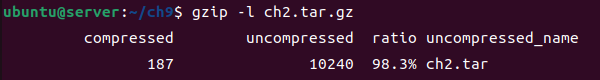 ubuntu@server:~/ch9$ gzip -l ch2.tar.gz
compressed uncompressed ratio uncompressed_name
187 10240 98.3% ch2.tar